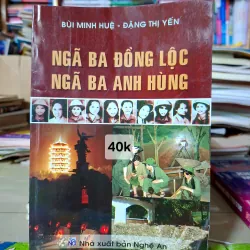 BÙI MINH HUỆ - ĐẶNG THỊ YẾN
NGÃ BA ĐỒNG LỘC
NGÃ BA ANH HÙNG
40k
Nhà xuất bản Nghệ An